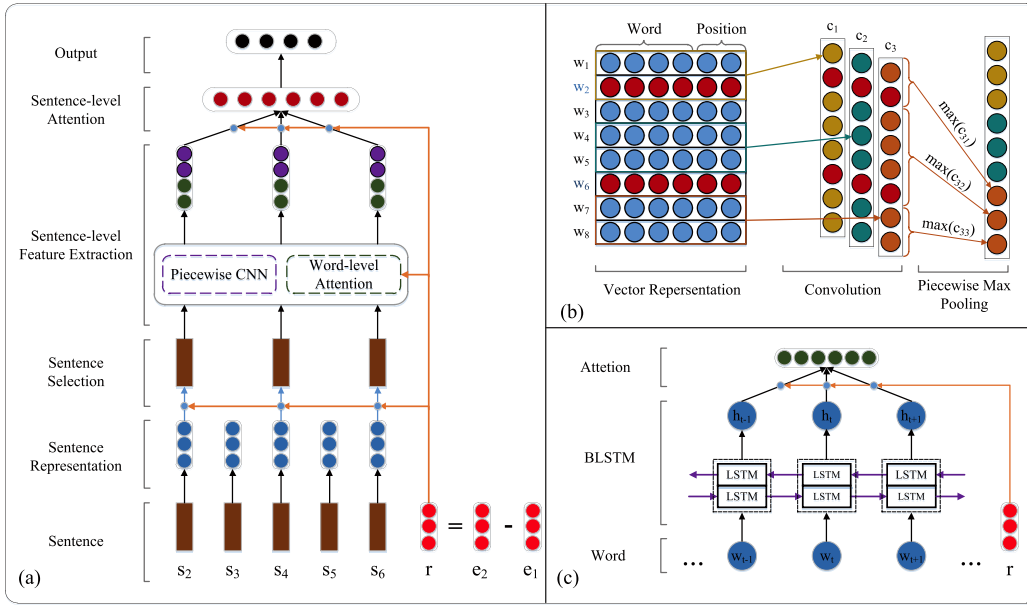 Output
Sentence-level
Attention
Sentence-level
Feature Extraction
Piecewise CNN
Word-level
Attention
Sentence
Selection
Sentence
Representation
Sentence
(a)
s2 s3 s4 s5 s6 r = e2 - e1
Word Position
c1 c2 c3
w1
w2
w3
w4
w5
w6
w7
w8
max(c31)
max(c32)
max(c33)
Vector Repersentation Convolution Piecewise Max
Pooling
(b)
Attetion
BLSTM
ht-1 ht ht+1
LSTM LSTM LSTM
LSTM LSTM LSTM
Word ... wt-1 wt wt+1 ... r
(c)